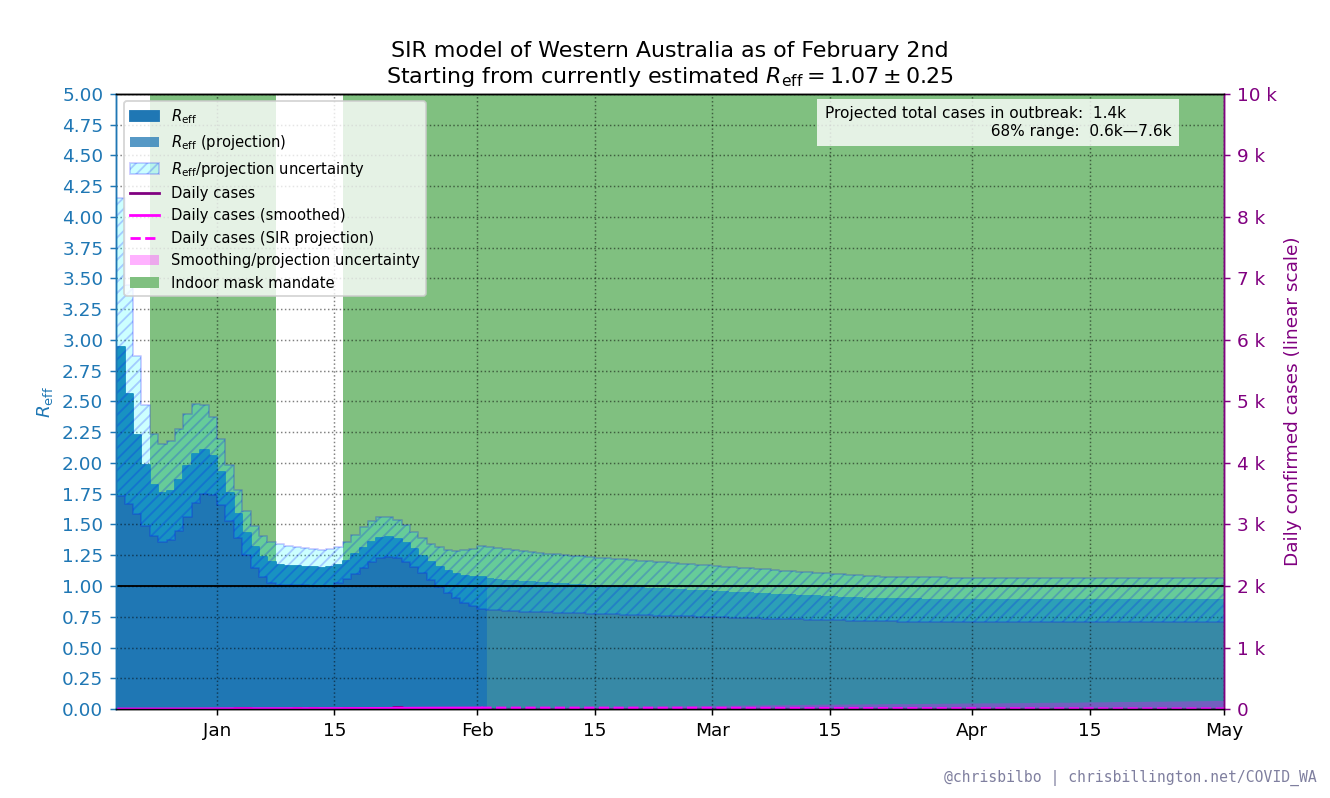 SIR model of Western Australia as of February 2nd
Starting from currently estimated R_eff = 1.07 ± 0.25
5.00
4.75
4.50
4.25
4.00
3.75
3.50
3.25
3.00
2.75
2.50
2.25
2.00
1.75
1.50
1.25
1.00
0.75
0.50
0.25
0.00
R_eff
R_eff
R_eff (projection)
R_eff/projection uncertainty
Daily cases
Daily cases (smoothed)
Daily cases (SIR projection)
Smoothing/projection uncertainty
Indoor mask mandate
Projected total cases in outbreak: 1.4k
68% range: 0.6k—7.6k
10 k
9 k
8 k
7 k
6 k
5 k
4 k
3 k
2 k
1 k
0
Daily confirmed cases (linear scale)
Jan 15 Feb 15 Mar 15 Apr 15 May
@chrisbilbo | chrisbillington.net/COVID_WA